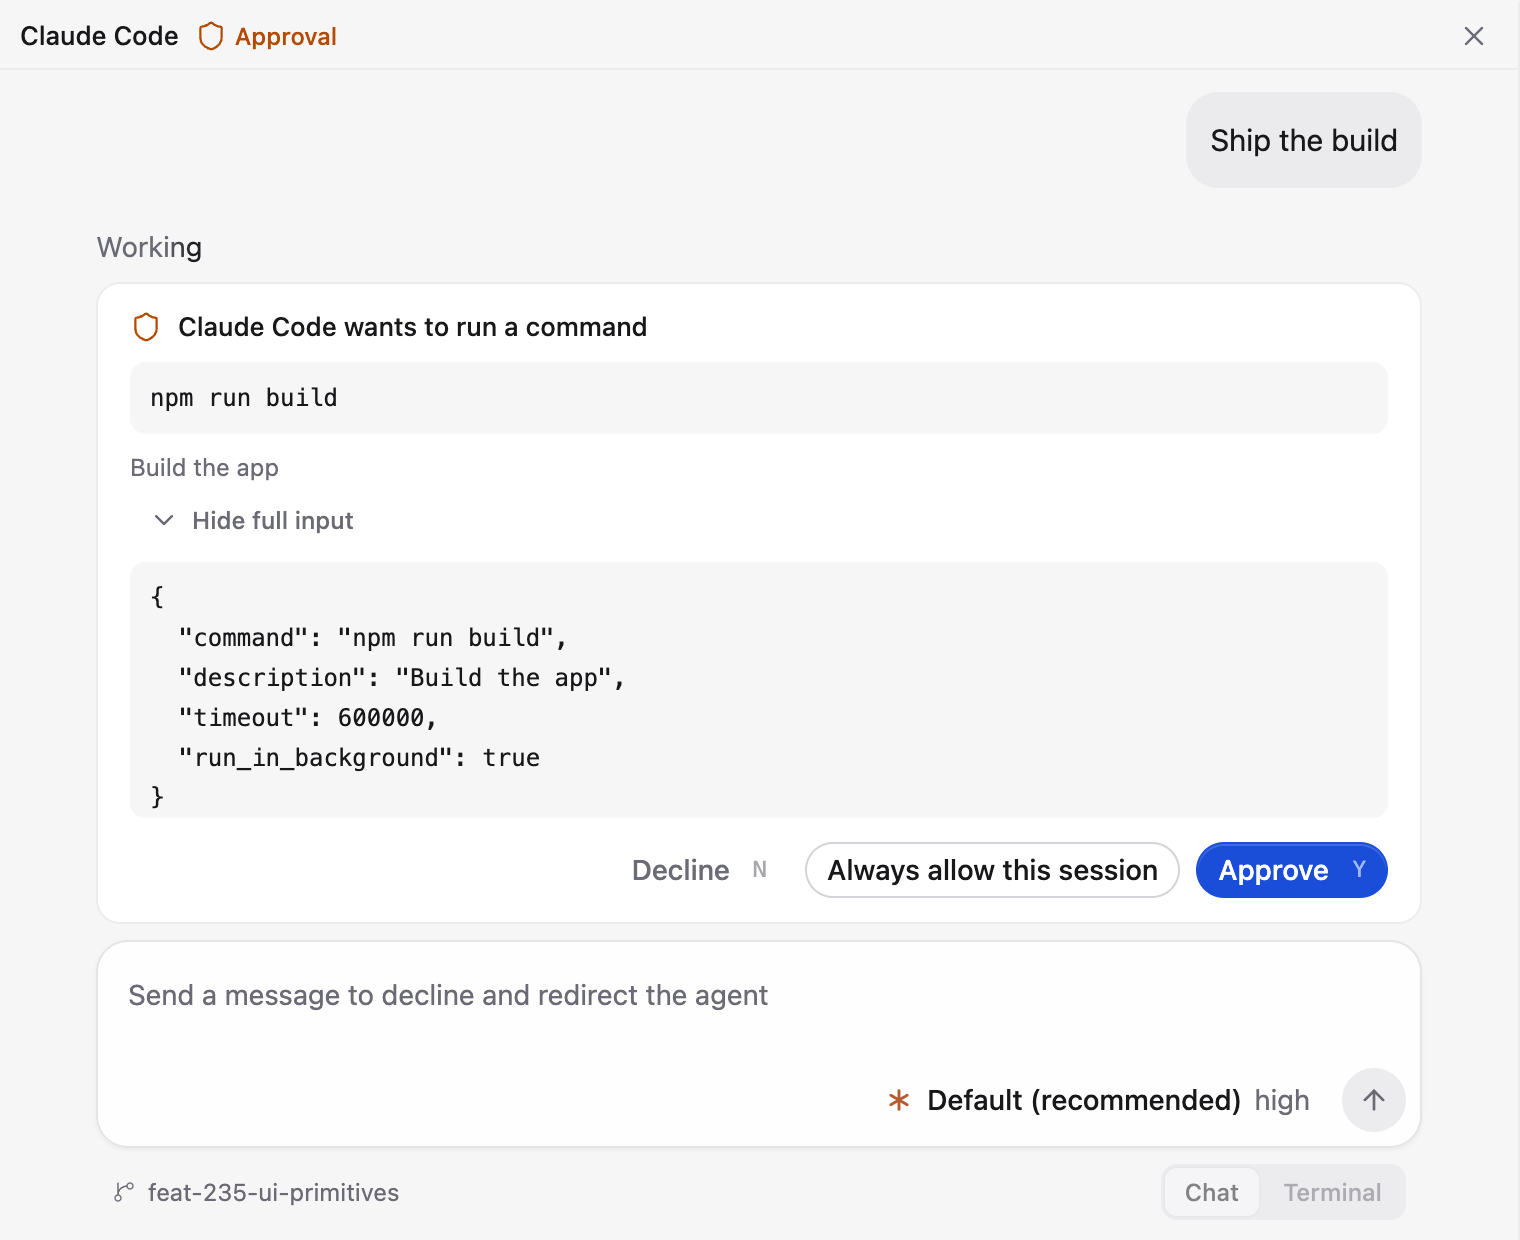 Claude Code Approval
Ship the build
Working
Claude Code wants to run a command
npm run build
Build the app
Hide full input
{
  "command": "npm run build",
  "description": "Build the app",
  "timeout": 600000,
  "run_in_background": true
}
Decline N Always allow this session Approve Y
Send a message to decline and redirect the agent
Default (recommended) high
feat-235-ui-primitives Chat Terminal